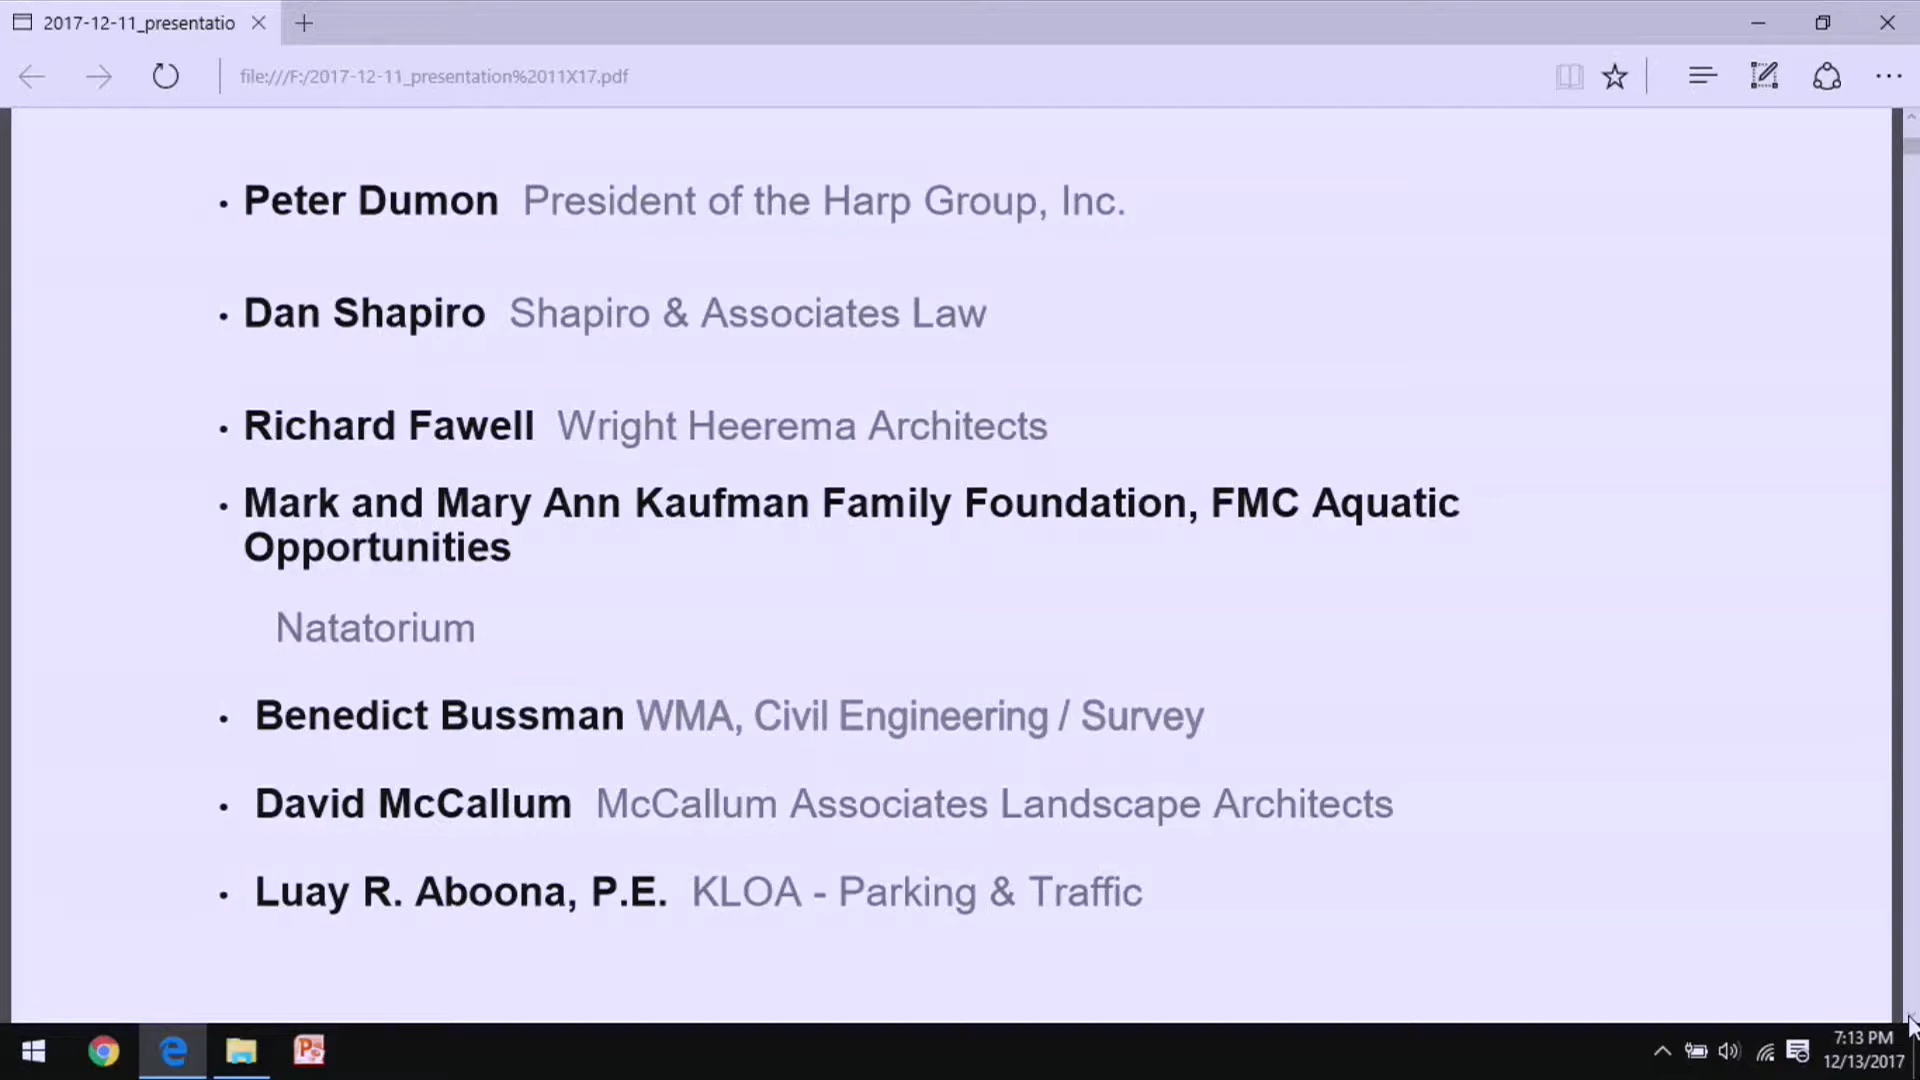 2017-12-11_presentatio
file:///F:/2017-12-11_presentation%2011X17.pdf
• Peter Dumon President of the Harp Group, Inc.
• Dan Shapiro Shapiro & Associates Law
• Richard Fawell Wright Heerema Architects
• Mark and Mary Ann Kaufman Family Foundation, FMC Aquatic
Opportunities
Natatorium
• Benedict Bussman WMA, Civil Engineering / Survey
• David McCallum McCallum Associates Landscape Architects
• Luay R. Aboona, P.E. KLOA - Parking & Traffic
7:13 PM
12/13/2017